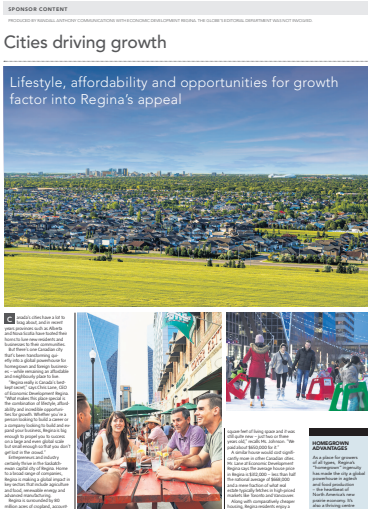 SPONSOR CONTENT
PRODUCED BY RANDALL ANTHONY COMMUNICATIONS WITH ECONOMIC DEVELOPMENT REGINA. THE GLOBE'S EDITORIAL DEPARTMENT WAS NOT INVOLVED.
Cities driving growth
Lifestyle, affordability and opportunities for growth
factor into Regina's appeal
Canada's cities have a lot to
brag about, and in recent
years provinces such as Alberta
and Nova Scotia have touted their
horns to lure new residents and
businesses to their communities.
But there's one Canadian city
that's been transforming qui-
etly into a global powerhouse for
homegrown and foreign business-
es – while remaining an affordable
and neighbourly place to live.
"Regina really is Canada's best-
kept secret," says Chris Lane, CEO
of Economic Development Regina.
"What makes this place special is
the combination of lifestyle, afford-
ability and incredible opportuni-
ties for growth. Whether you're a
person looking to build a career or
a company looking to build and ex-
pand your business, Regina is big
enough to propel you to success
on a large and even global scale
but small enough so that you don't
get lost in the crowd."
Entrepreneurs and industry
certainly thrive in the Saskatch-
ewan capital city of Regina. Home
to a broad range of companies,
Regina is making a global impact in
key sectors that include agriculture
and food, renewable energy and
advanced manufacturing.
Regina is surrounded by 60
million acres of cropland, account-
square feet of living space and it was
still quite new – just two or three
years old," recalls Mr. Johnson. "We
paid about $650,000 for it."
A similar house would cost signifi-
cantly more in other Canadian cities.
Mr. Lane at Economic Development
Regina says the average house price
in Regina is $311,000 – less than half
the national average of $668,000
and a mere fraction of what real
estate typically fetches in high-priced
markets like Toronto and Vancouver.
Along with comparatively cheaper
housing, Regina residents enjoy a
HOMEGROWN
ADVANTAGES
As a place for growers
of all types, Regina's
"homegrown" ingenuity
has made the city a global
powerhouse in agtech
and food production
– the heartbeat of
North America's new
prairie economy. It's
also a thriving centre